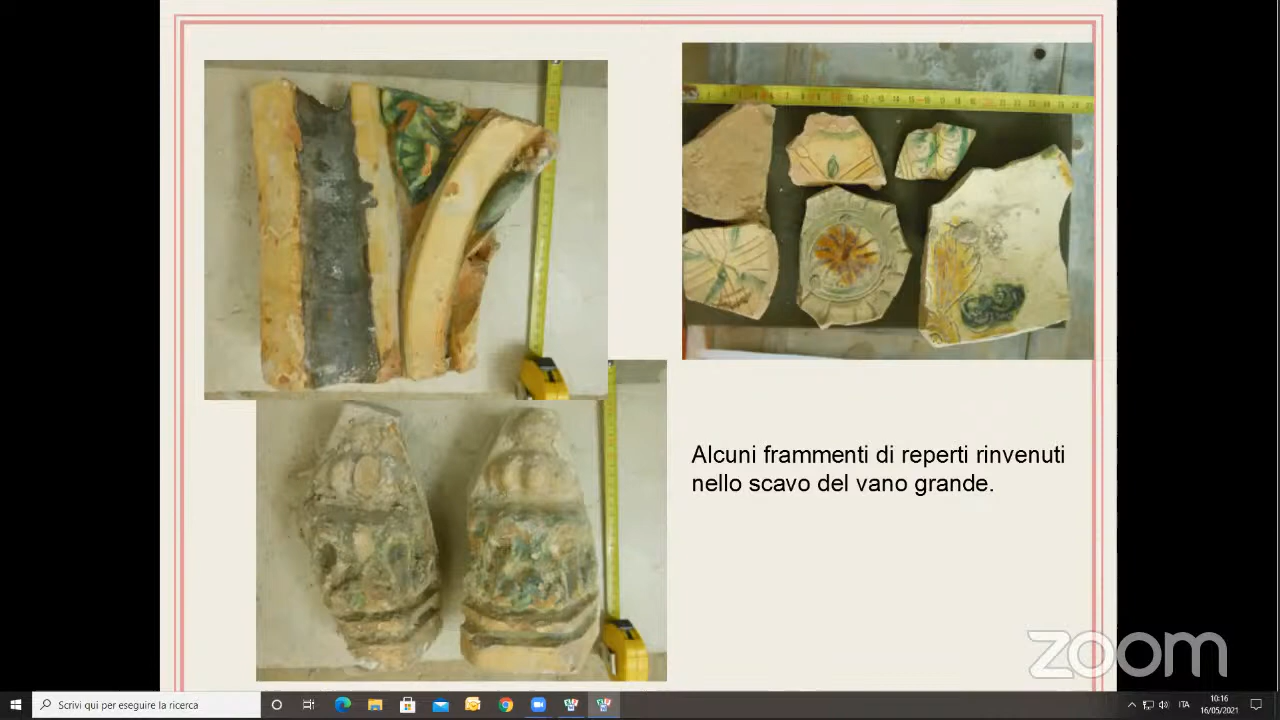 Alcuni frammenti di reperti rinvenuti
nello scavo del vano grande.
zoom
Scrivi qui per eseguire la ricerca
ITA
10:16
16/05/2021